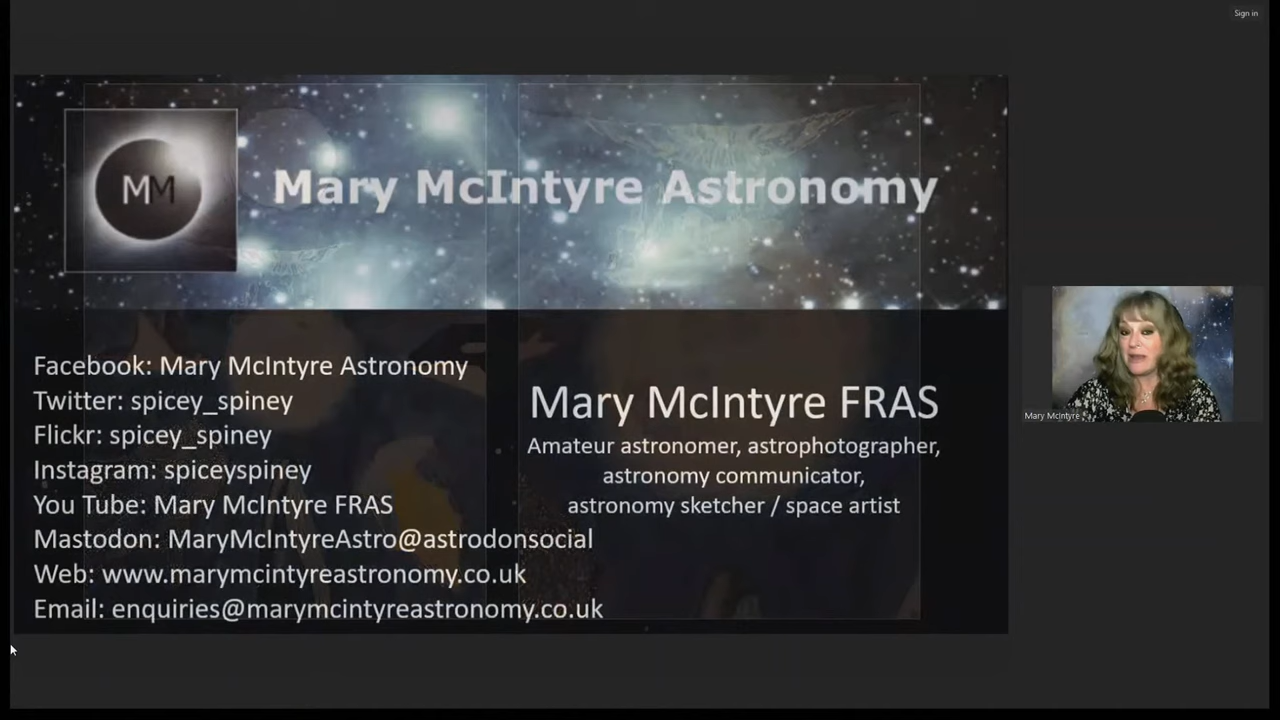 Sign in
MM
Mary McIntyre Astronomy
Facebook: Mary McIntyre Astronomy
Twitter: spicey_spiney
Flickr: spicey_spiney
Instagram: spiceyspiney
You Tube: Mary McIntyre FRAS
Mastodon: MaryMcIntyreAstro@astrodonsocial
Web: www.marymcintyreastronomy.co.uk
Email: enquiries@marymcintyreastronomy.co.uk
Mary McIntyre FRAS
Amateur astronomer, astrophotographer,
astronomy communicator,
astronomy sketcher / space artist
Mary McIntyre